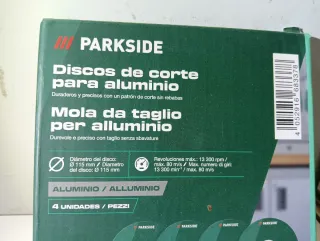 PARKSIDE
Discos de corte
para aluminio
Duraderos y precisos con un patrón de corte sin rebabas
Mola da taglio
per alluminio
Durevole e preciso con taglio senza sbavature
Diámetro del disco:
Ø 115 mm / Diametro
del disco: Ø 115 mm
Revoluciones máx.: 13 300 rpm /
máx. 80 m/s / Max. numero di giri:
13 300 min⁻¹ / max. 80 m/s
ALUMINIO / ALLUMINIO
4 UNIDADES / PEZZI
PARKSIDE
PARKSIDE
PARKSIDE